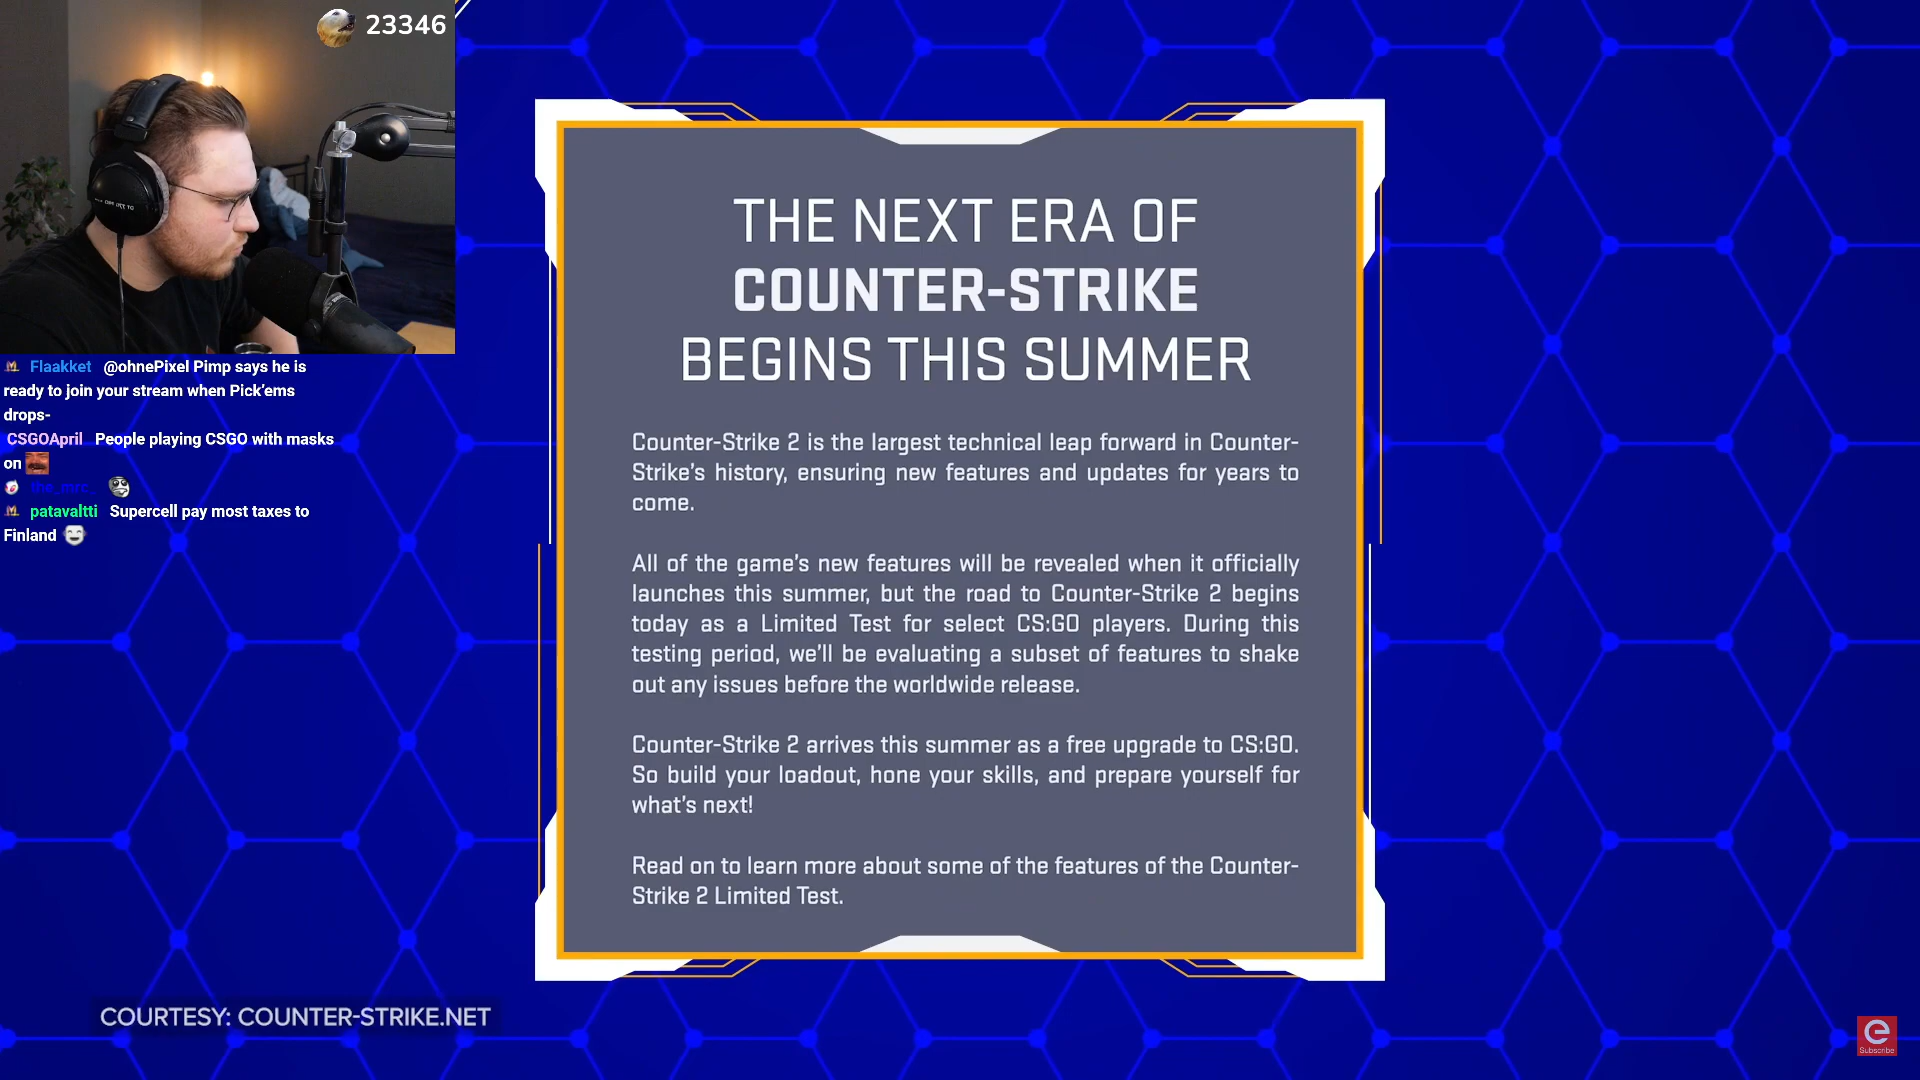 23346
Flaakket @ohnePixel Pimp says he is
ready to join your stream when Pick'ems
drops-
CSGOApril People playing CSGO with masks
on
the_mrc_
patavaltti Supercell pay most taxes to
Finland
THE NEXT ERA OF
COUNTER-STRIKE
BEGINS THIS SUMMER
Counter-Strike 2 is the largest technical leap forward in Counter-
Strike's history, ensuring new features and updates for years to
come.
All of the game's new features will be revealed when it officially
launches this summer, but the road to Counter-Strike 2 begins
today as a Limited Test for select CS:GO players. During this
testing period, we'll be evaluating a subset of features to shake
out any issues before the worldwide release.
Counter-Strike 2 arrives this summer as a free upgrade to CS:GO.
So build your loadout, hone your skills, and prepare yourself for
what's next!
Read on to learn more about some of the features of the Counter-
Strike 2 Limited Test.
COURTESY: COUNTER-STRIKE.NET
e
Subscribe